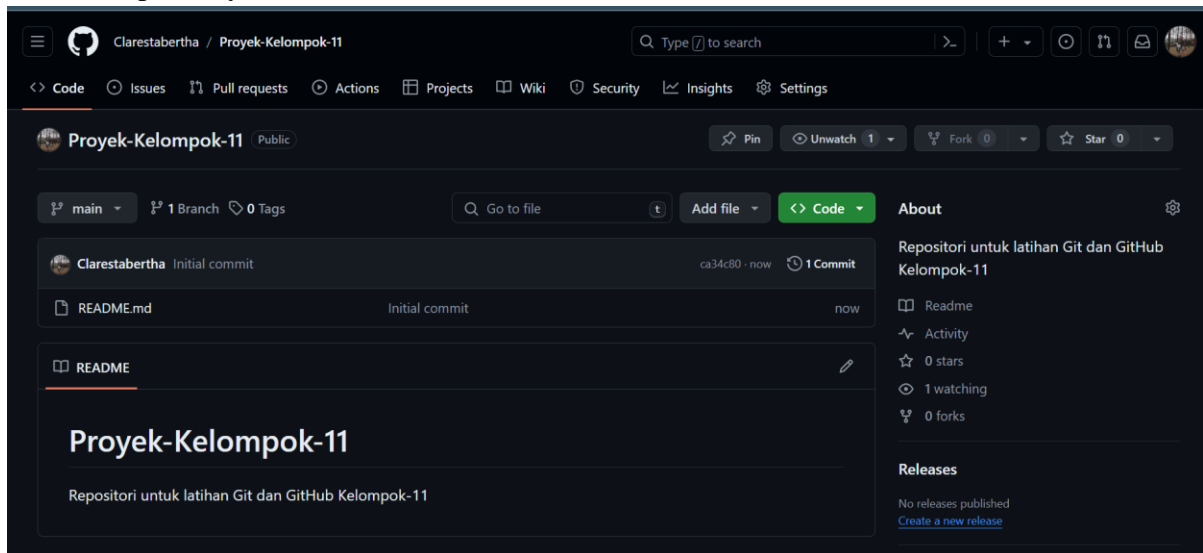 Clarestabertha / Proyek-Kelompok-11
Type / to search
Code Issues Pull requests Actions Projects Wiki Security Insights Settings
Proyek-Kelompok-11 Public
Pin Unwatch 1 Fork 0 Star 0
main 1 Branch 0 Tags Go to file t Add file Code
Clarestabertha Initial commit ca34c80 · now 1 Commit
README.md Initial commit now
README
Proyek-Kelompok-11
Repositori untuk latihan Git dan GitHub Kelompok-11
About
Repositori untuk latihan Git dan GitHub
Kelompok-11
Readme
Activity
0 stars
1 watching
0 forks
Releases
No releases published
Create a new release